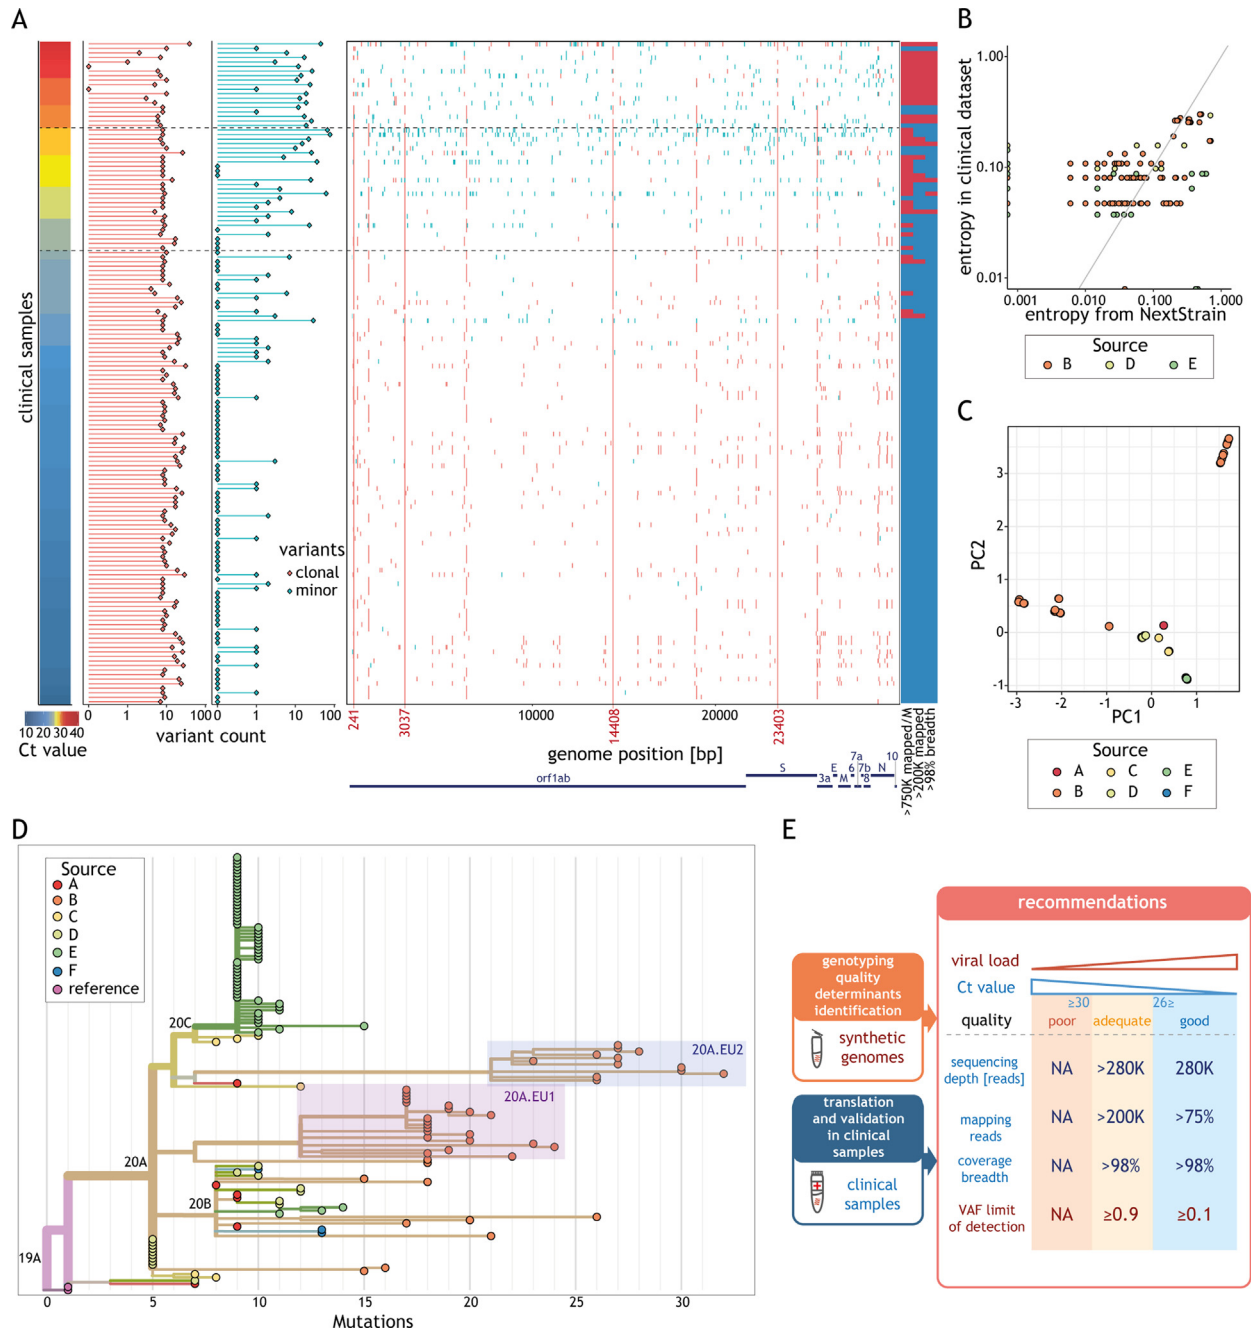 A
clinical samples
10 20 30 40
Ct value
0 1 10 100
variant count
0 1 10 100
variants
clonal
minor
241
3037
10000
14408
20000
23403
genome position [bp]
>750K mapped/M
>200K mapped
>98% breadth
orf1ab
S
3a
E
M
6
7a
7b
8
N
10
B
entropy in clinical dataset
1.00
0.10
0.01
0.001 0.010 0.100 1.000
entropy from NextStrain
Source
B D E
C
PC2
3
2
1
0
-1
-3 -2 -1 0 1
PC1
Source
A C E
B D F
D
Source
A
B
C
D
E
F
reference
20C
20A.EU2
20A.EU1
20A
20B
19A
0 5 10 15 20 25 30
Mutations
E
genotyping
quality
determinants
identification
synthetic
genomes
translation
and validation
in clinical
samples
clinical
samples
recommendations
viral load
Ct value
≥30 26≥
quality poor adequate good
sequencing
depth [reads] NA >280K 280K
mapping
reads NA >200K >75%
coverage
breadth NA >98% >98%
VAF limit
of detection NA ≥0.9 ≥0.1